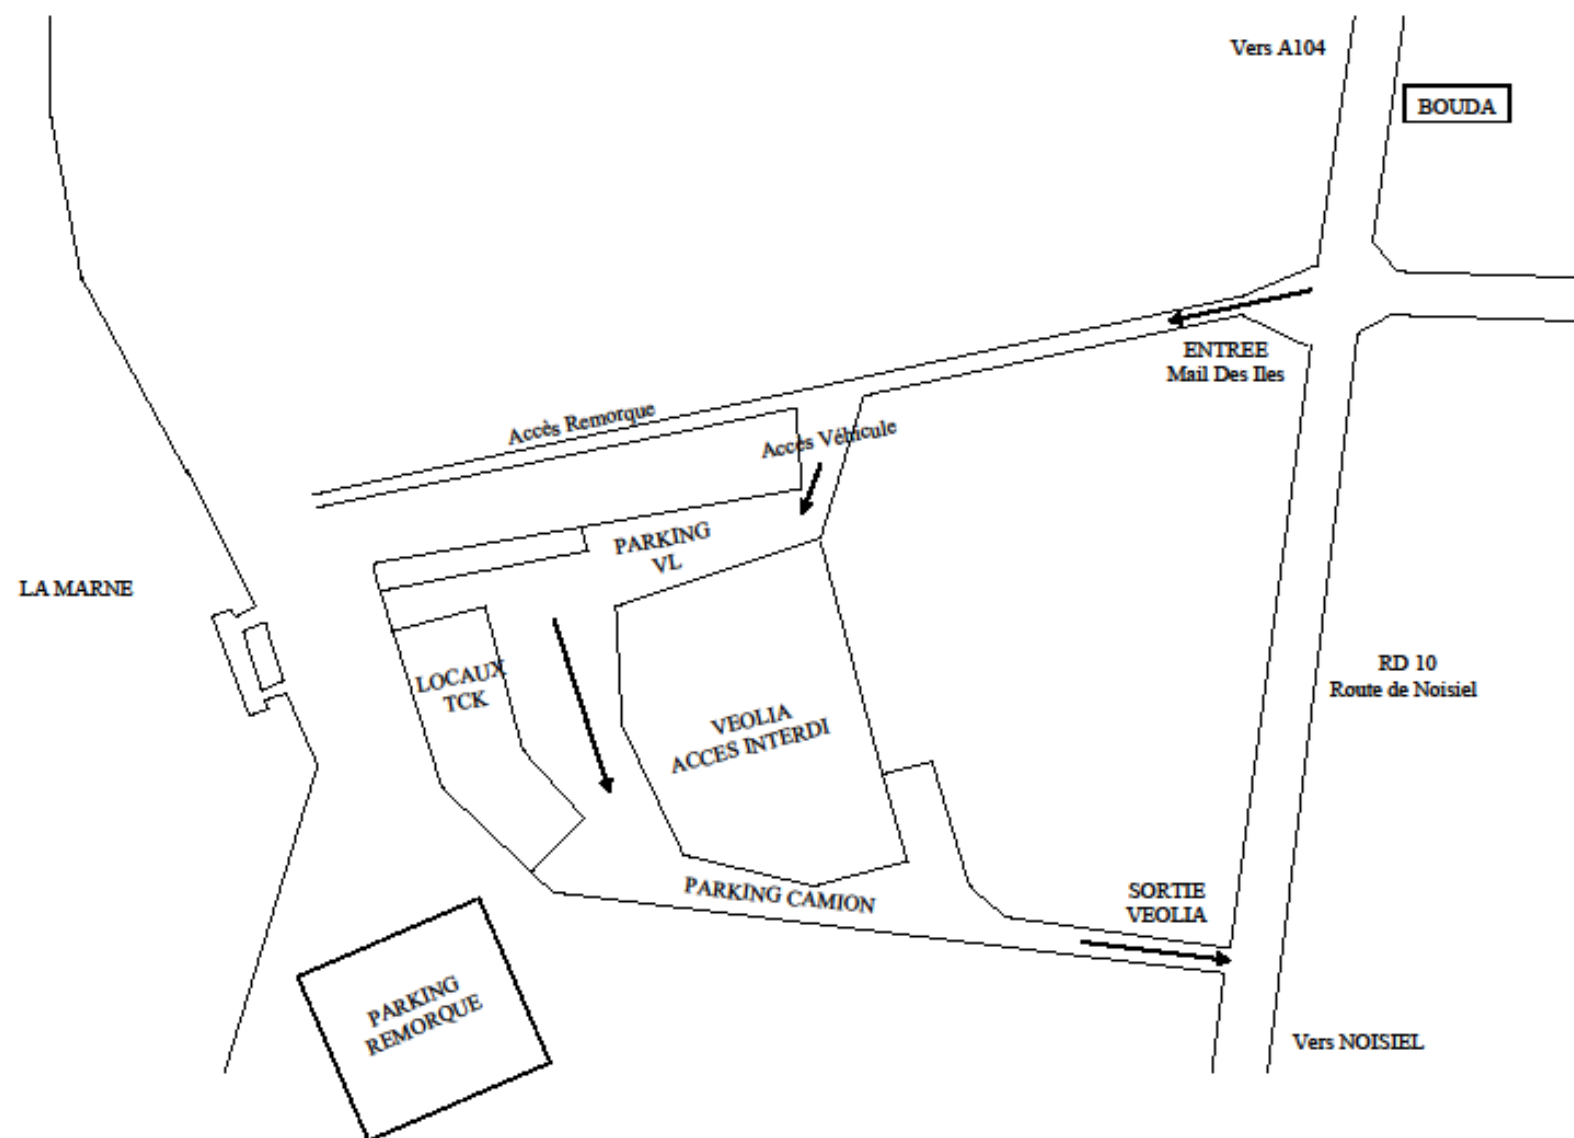 Vers A104
BOUDA
ENTREE
Mail Des Iles
Accès Remorque
Accès Véhicule
PARKING
VL
LA MARNE
LOCAUX
TCK
VEOLIA
ACCES INTERDI
RD 10
Route de Noisiel
PARKING CAMION
SORTIE
VEOLIA
PARKING
REMORQUE
Vers NOISIEL